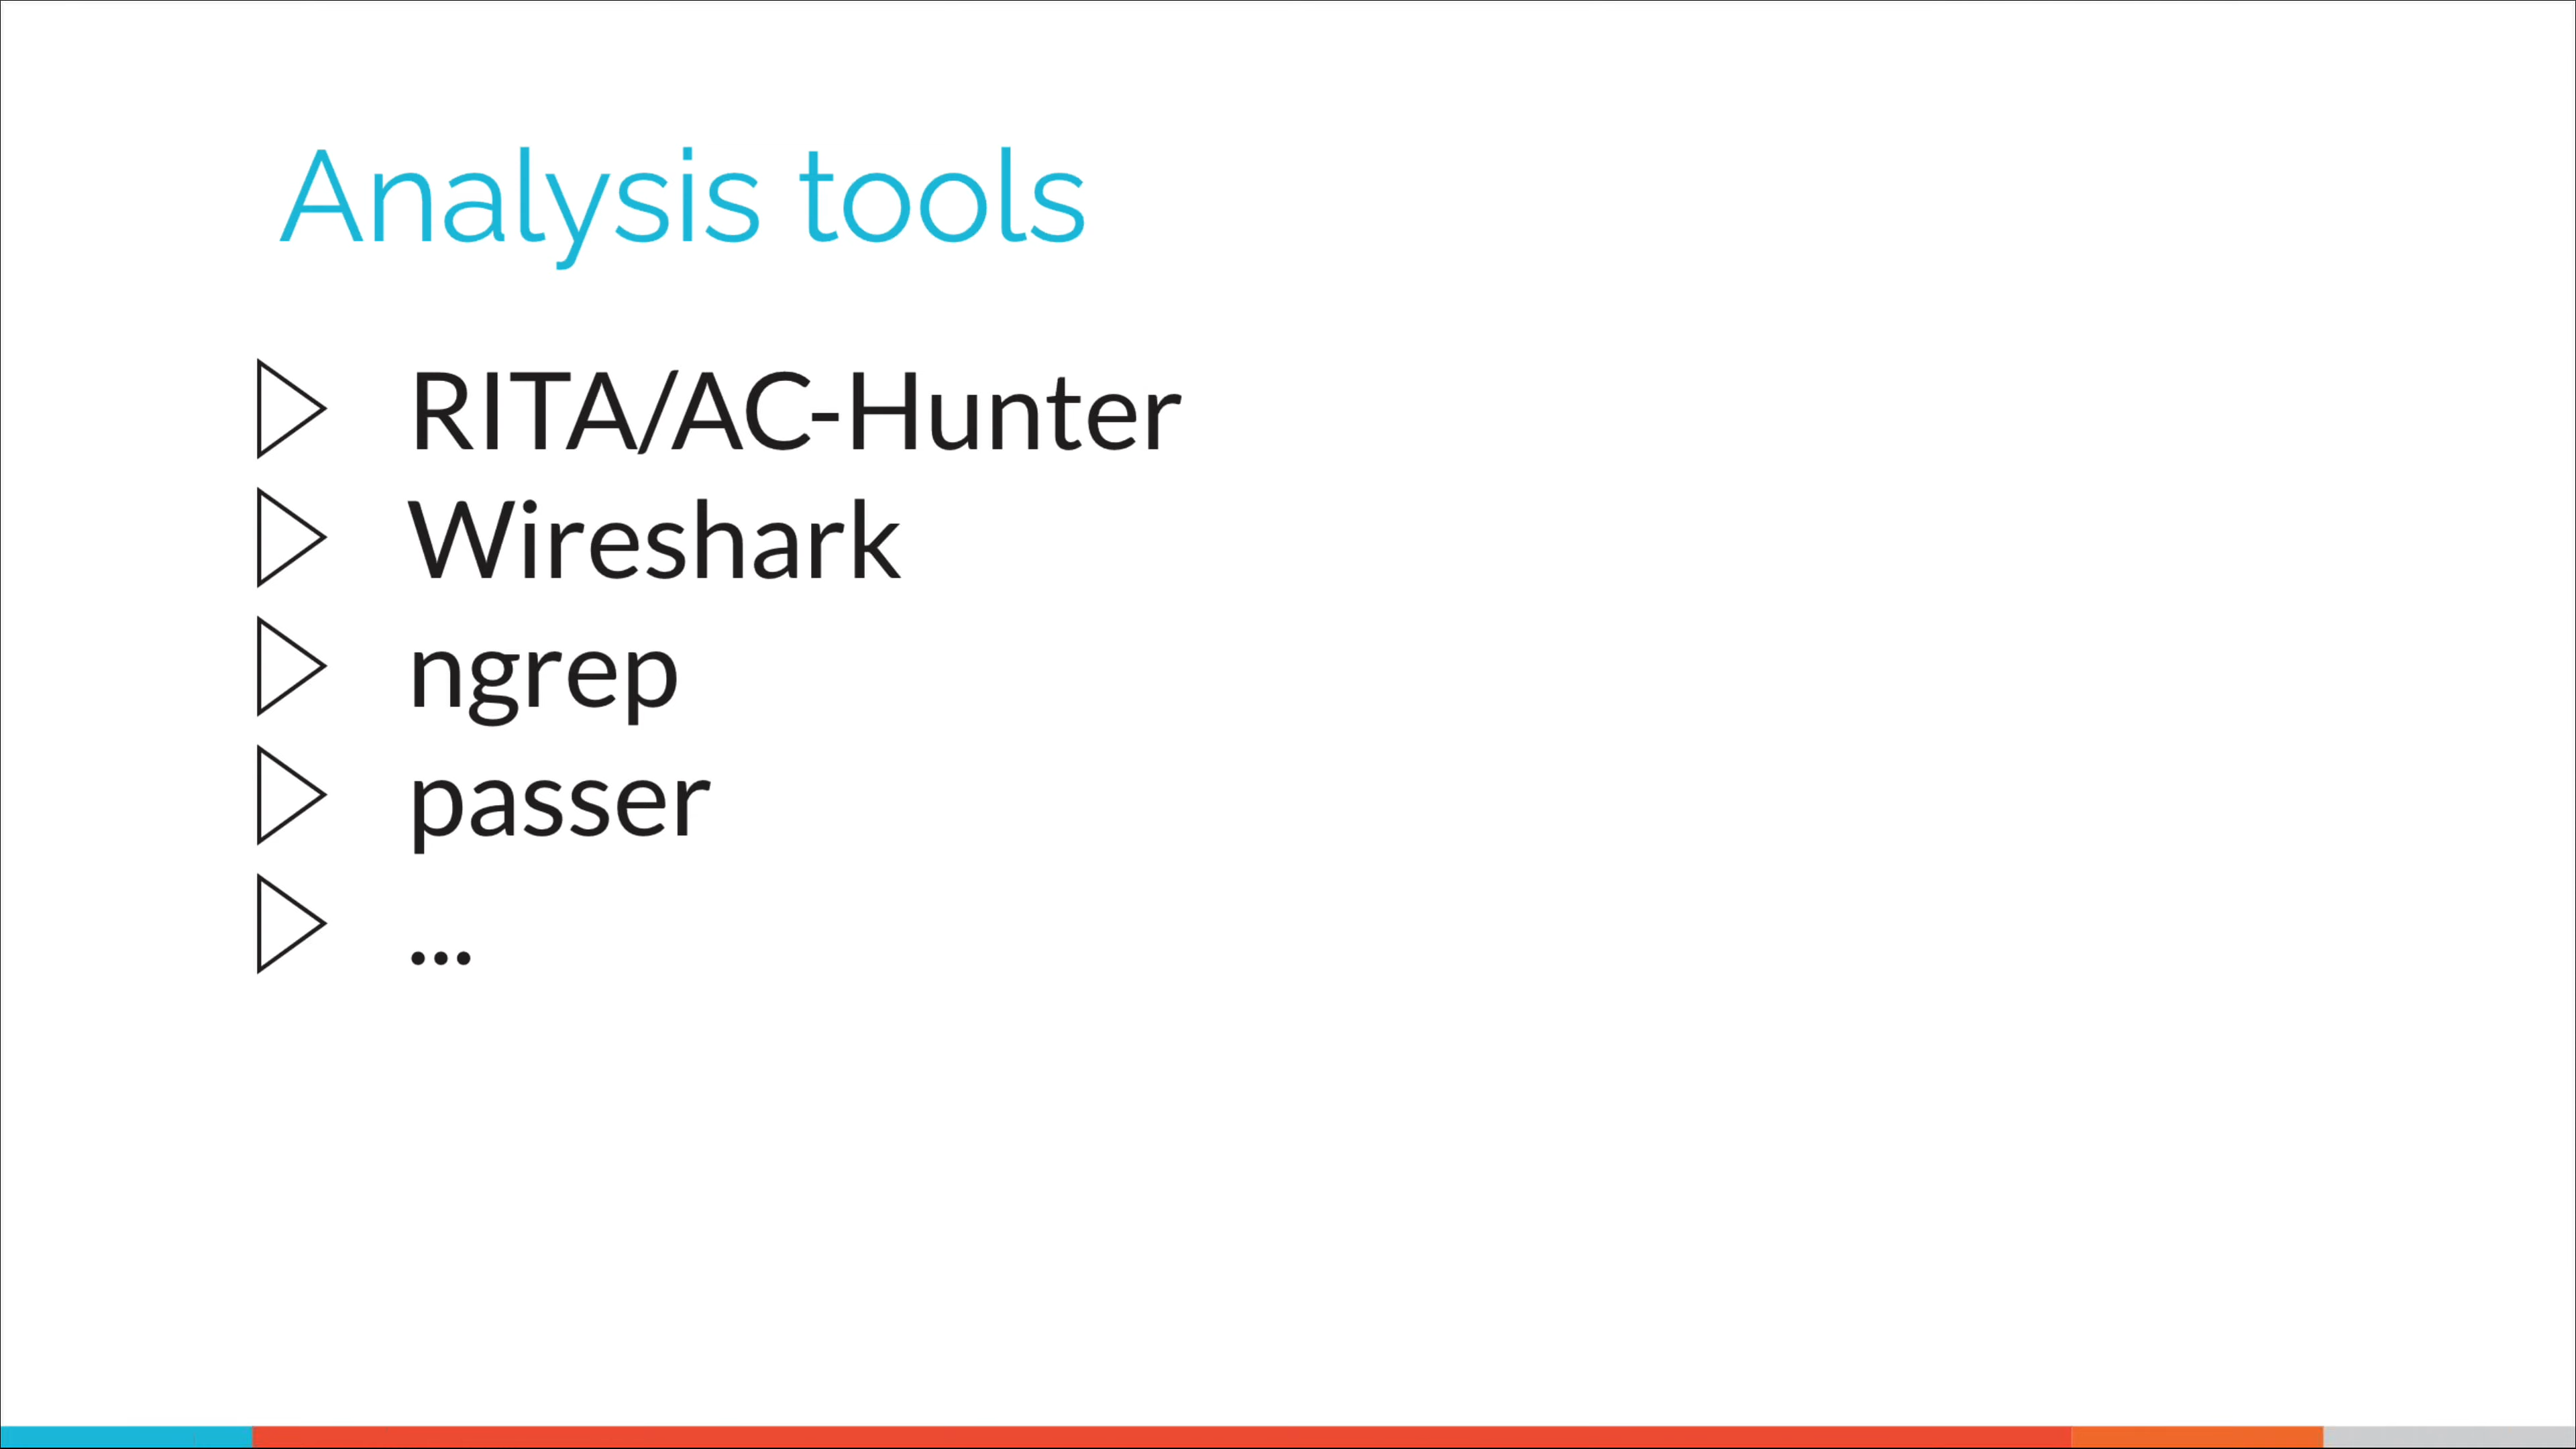 Analysis tools
RITA/AC-Hunter
Wireshark
ngrep
passer
...